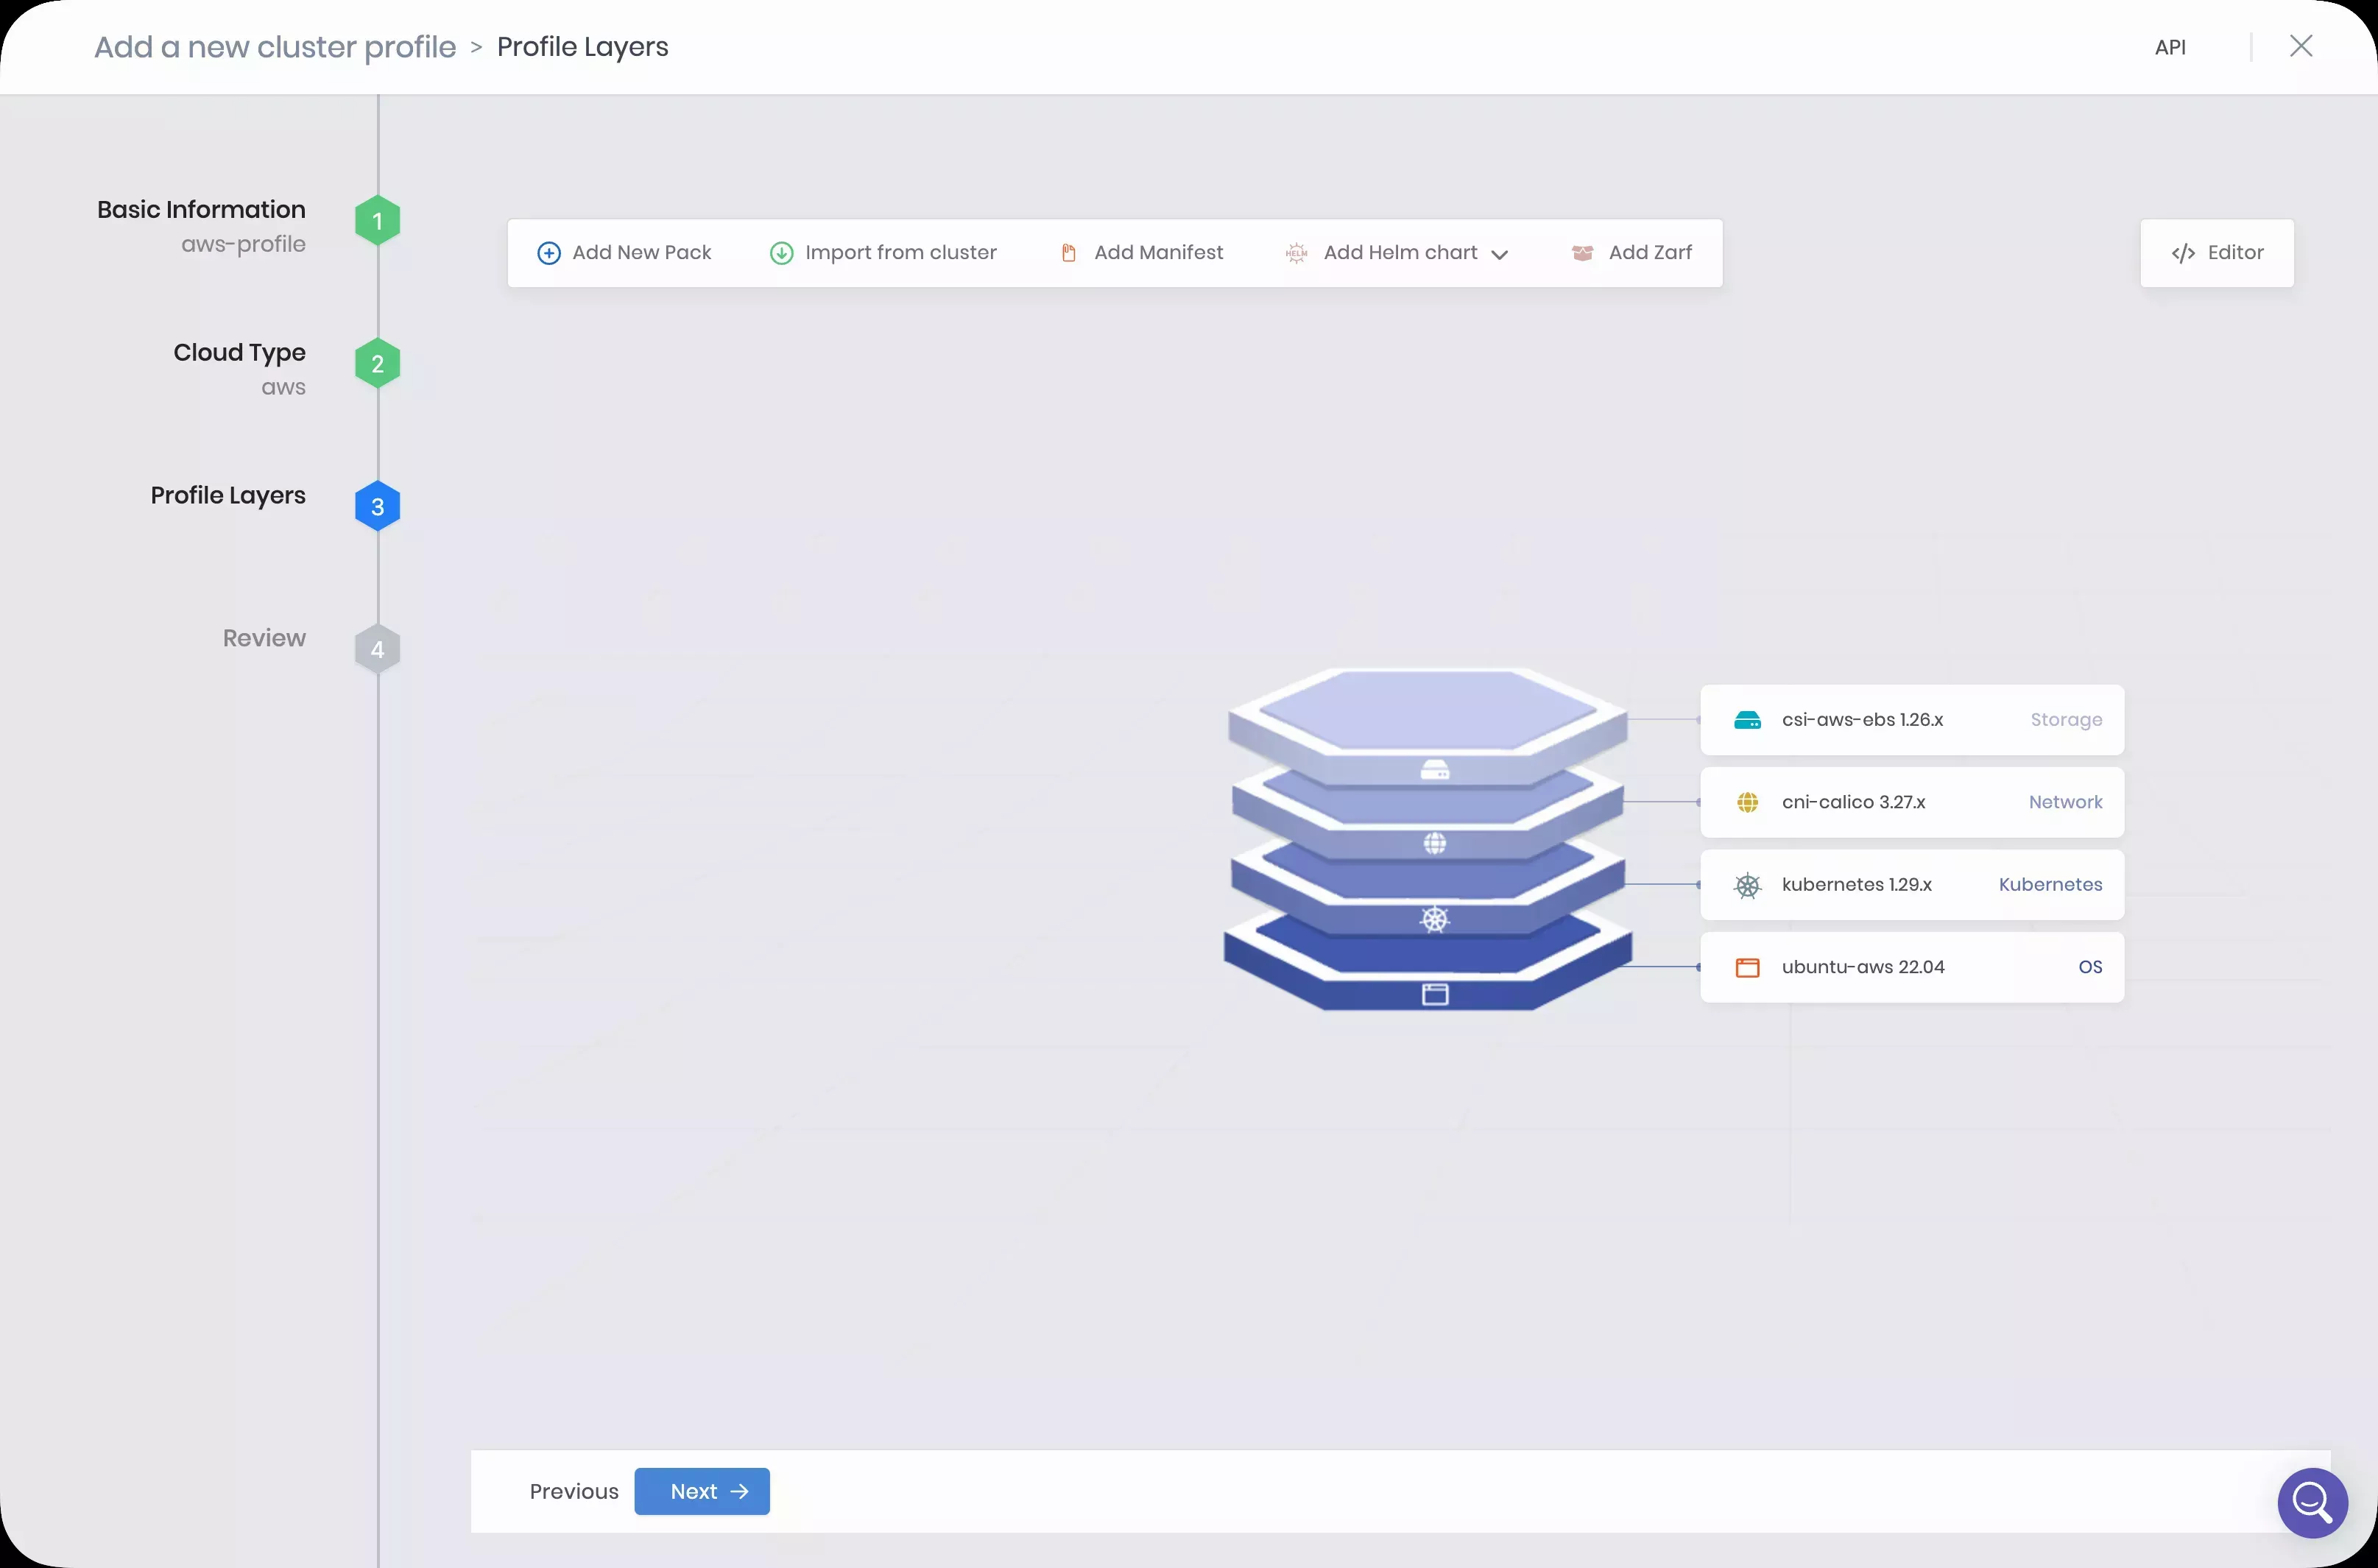 Add a new cluster profile > Profile Layers
API
Basic Information
aws-profile
1
Cloud Type
aws
2
Profile Layers
3
Review
4
Add New Pack
Import from cluster
Add Manifest
HELM
Add Helm chart
Add Zarf
</> Editor
csi-aws-ebs 1.26.x Storage
cni-calico 3.27.x Network
kubernetes 1.29.x Kubernetes
ubuntu-aws 22.04 OS
Previous
Next